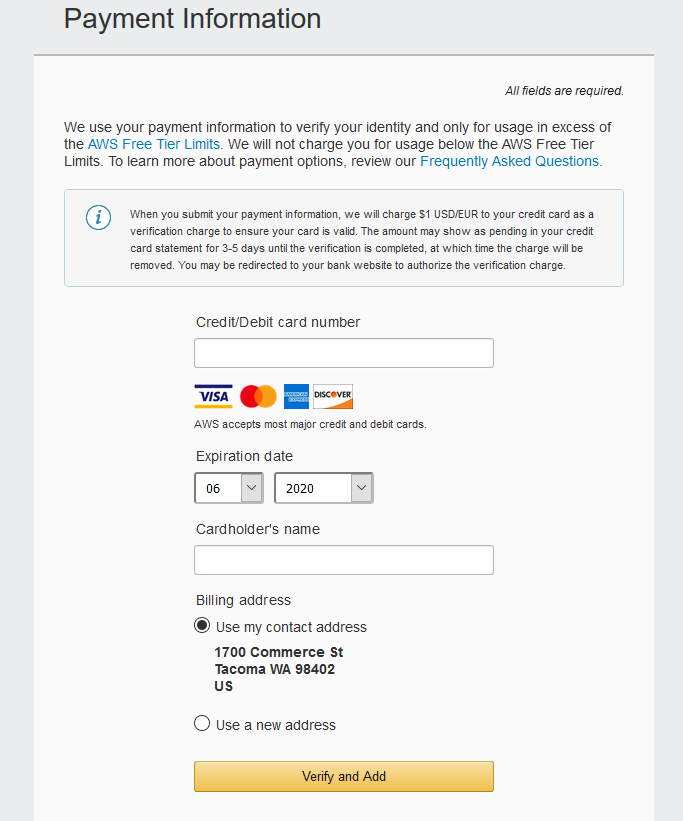 Payment Information
All fields are required.
We use your payment information to verify your identity and only for usage in excess of
the AWS Free Tier Limits. We will not charge you for usage below the AWS Free Tier
Limits. To learn more about payment options, review our Frequently Asked Questions.
i
When you submit your payment information, we will charge $1 USD/EUR to your credit card as a
verification charge to ensure your card is valid. The amount may show as pending in your credit
card statement for 3-5 days until the verification is completed, at which time the charge will be
removed. You may be redirected to your bank website to authorize the verification charge.
Credit/Debit card number
VISA AMERICAN EXPRESS DISCOVER
AWS accepts most major credit and debit cards.
Expiration date
06 2020
Cardholder's name
Billing address
Use my contact address
1700 Commerce St
Tacoma WA 98402
US
Use a new address
Verify and Add